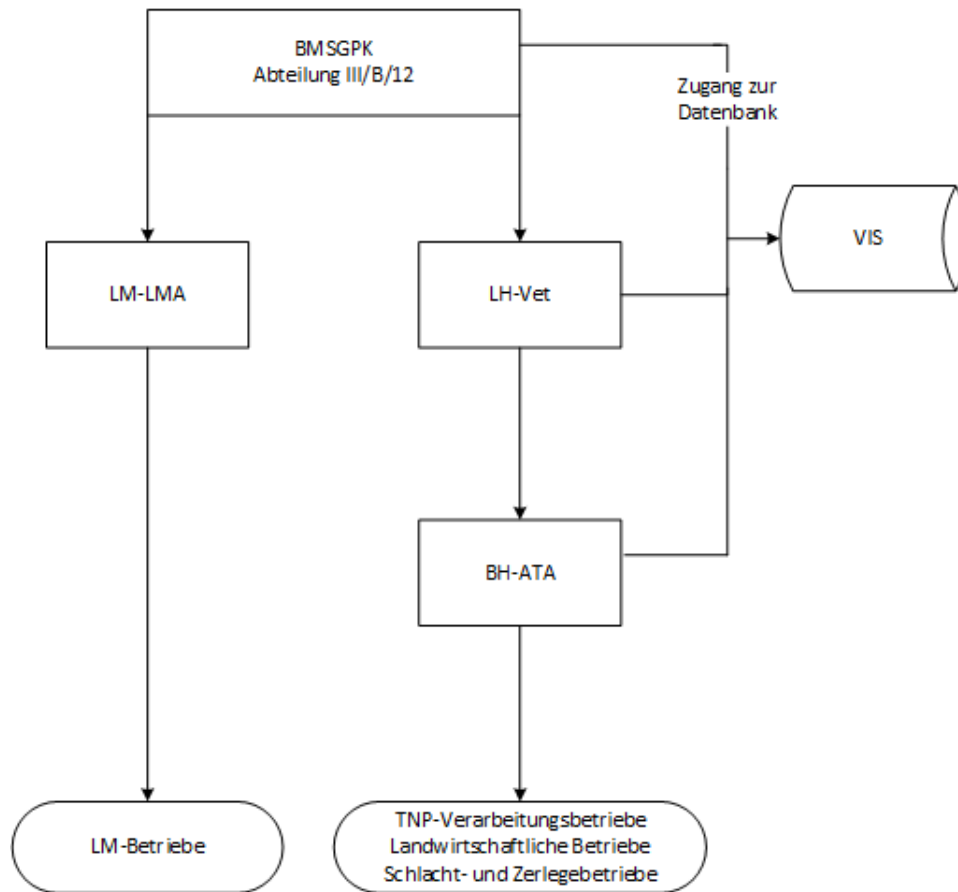 BMSGPK
Abteilung III/B/12
Zugang zur
Datenbank
VIS
LM-LMA
LH-Vet
BH-ATA
LM-Betriebe
TNP-Verarbeitungsbetriebe
Landwirtschaftliche Betriebe
Schlacht- und Zerlegebetriebe